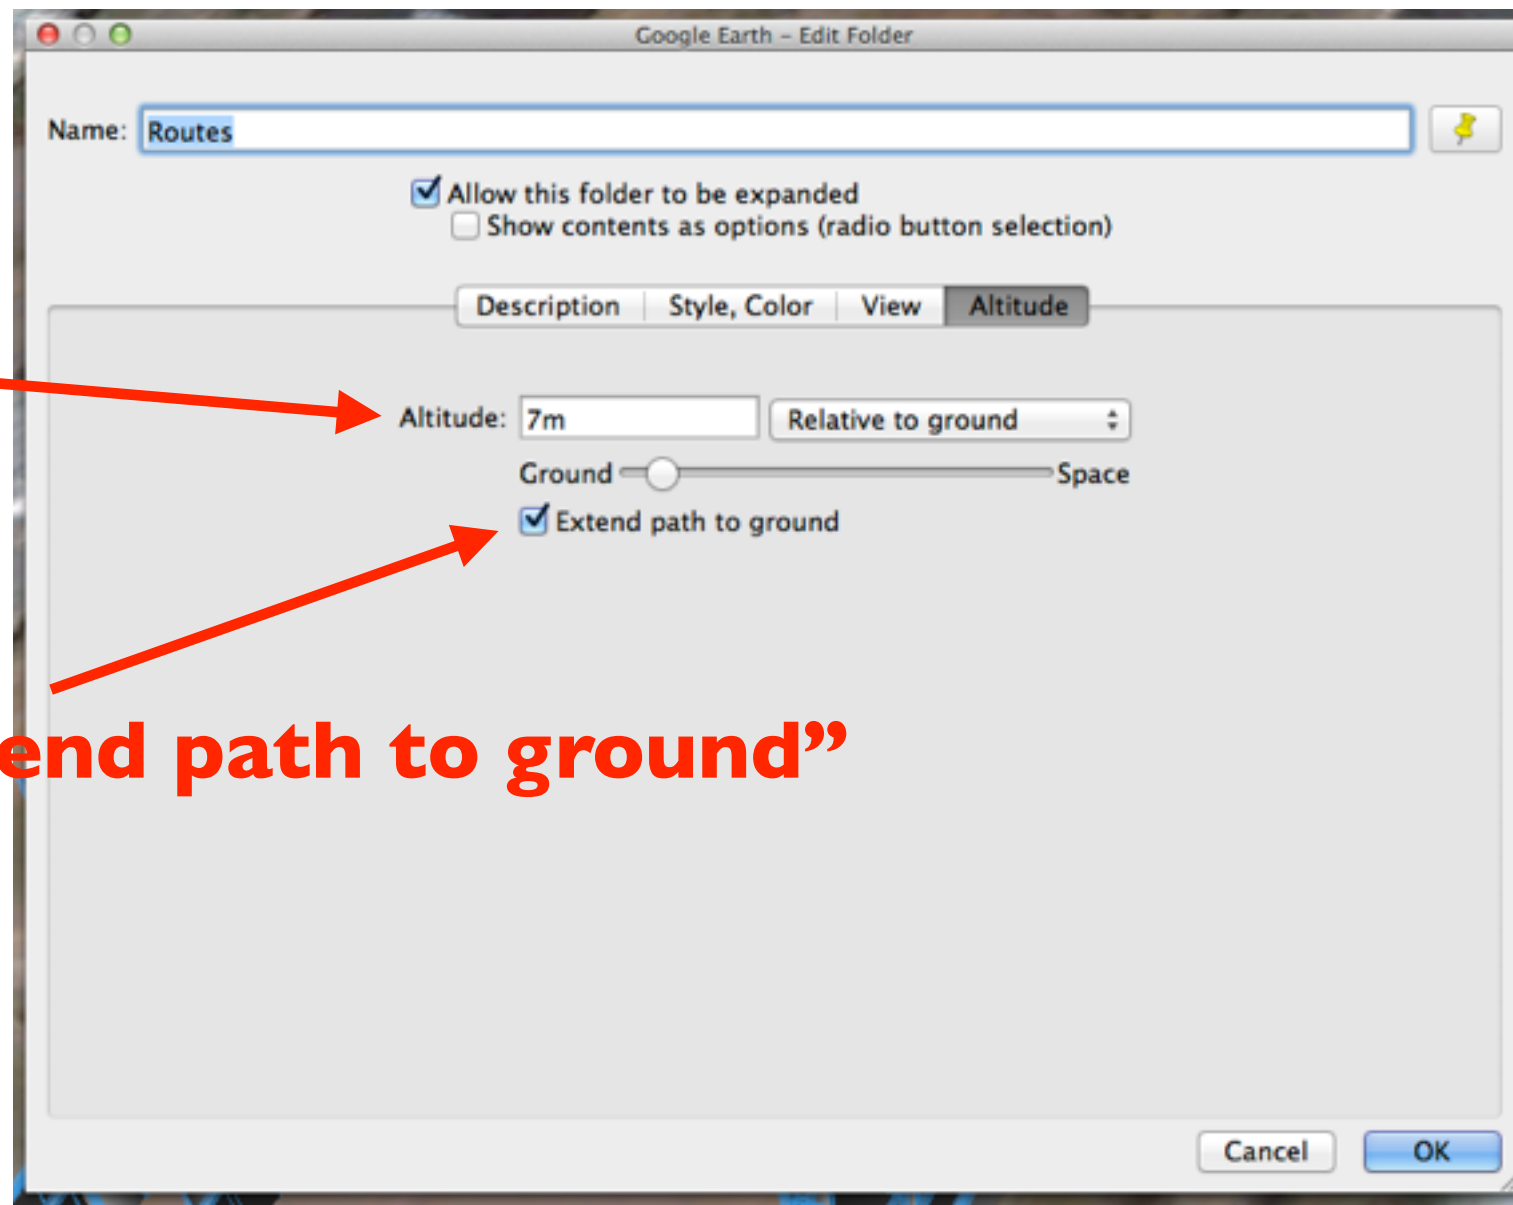 Google Earth – Edit Folder
Name: Routes
Allow this folder to be expanded
Show contents as options (radio button selection)
Description Style, Color View Altitude
Altitude: 7m Relative to ground
Ground Space
Extend path to ground
end path to ground”
Cancel OK